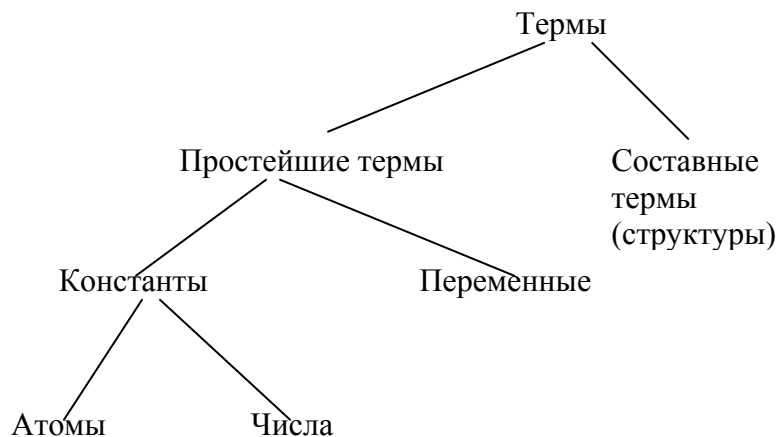 Термы
Простейшие термы
Составные
термы
(структуры)
Константы
Переменные
Атомы
Числа